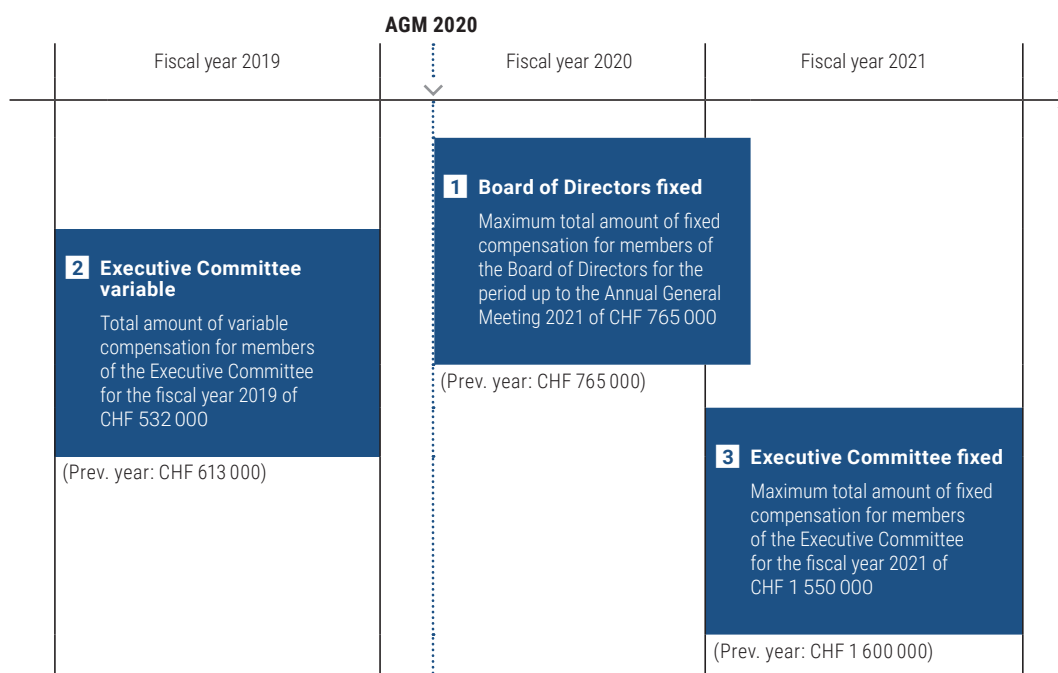 AGM 2020
Fiscal year 2019
Fiscal year 2020
Fiscal year 2021
1 Board of Directors fixed
Maximum total amount of fixed
compensation for members of
the Board of Directors for the
period up to the Annual General
Meeting 2021 of CHF 765 000
(Prev. year: CHF 765 000)
2 Executive Committee
variable
Total amount of variable
compensation for members
of the Executive Committee
for the fiscal year 2019 of
CHF 532 000
(Prev. year: CHF 613 000)
3 Executive Committee fixed
Maximum total amount of fixed
compensation for members
of the Executive Committee
for the fiscal year 2021 of
CHF 1 550 000
(Prev. year: CHF 1 600 000)